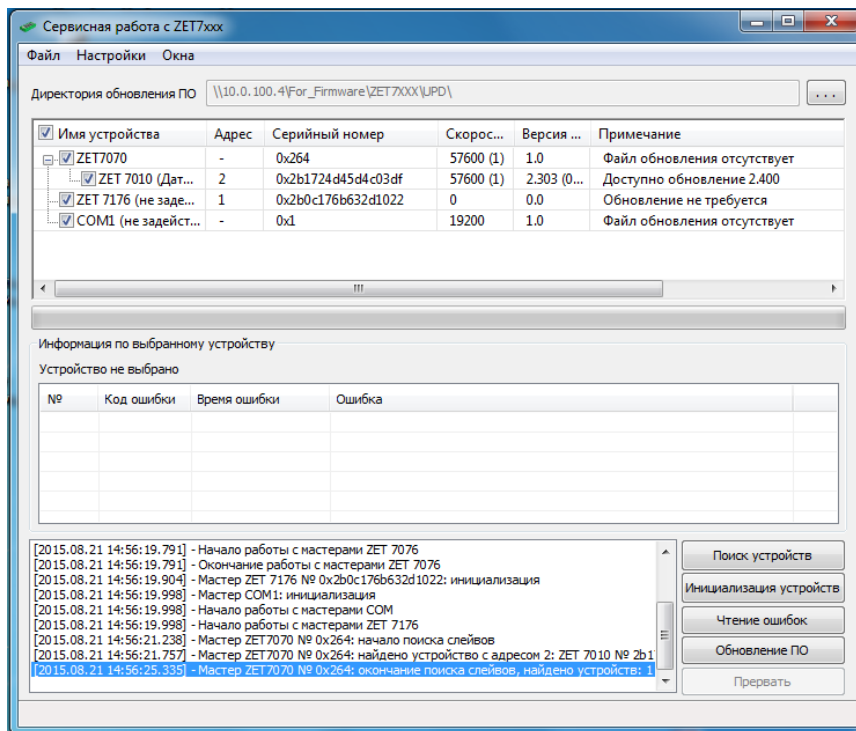 Сервисная работа с ZET7xxx
Файл Настройки Окна
Директория обновления ПО \\10.0.100.4\For_Firmware\ZET7XXX\UPD\ ...
Имя устройства Адрес Серийный номер Скорос... Версия ... Примечание
ZET7070 - 0x264 57600 (1) 1.0 Файл обновления отсутствует
ZET 7010 (Дат... 2 0x2b1724d45d4c03df 57600 (1) 2.303 (0... Доступно обновление 2.400
ZET 7176 (не заде... 1 0x2b0c176b632d1022 0 0.0 Обновление не требуется
COM1 (не задейст... - 0x1 19200 1.0 Файл обновления отсутствует
Информация по выбранному устройству
Устройство не выбрано
№ Код ошибки Время ошибки Ошибка
[2015.08.21 14:56:19.791] - Начало работы с мастерами ZET 7076
[2015.08.21 14:56:19.791] - Окончание работы с мастерами ZET 7076
[2015.08.21 14:56:19.904] - Мастер ZET 7176 № 0x2b0c176b632d1022: инициализация
[2015.08.21 14:56:19.998] - Мастер COM1: инициализация
[2015.08.21 14:56:19.998] - Начало работы с мастерами COM
[2015.08.21 14:56:19.998] - Начало работы с мастерами ZET 7176
[2015.08.21 14:56:21.238] - Мастер ZET7070 № 0x264: начало поиска слейвов
[2015.08.21 14:56:21.757] - Мастер ZET7070 № 0x264: найдено устройство с адресом 2: ZET 7010 № 2b1
[2015.08.21 14:56:25.335] - Мастер ZET7070 № 0x264: окончание поиска слейвов, найдено устройств: 1
Поиск устройств
Инициализация устройств
Чтение ошибок
Обновление ПО
Прервать